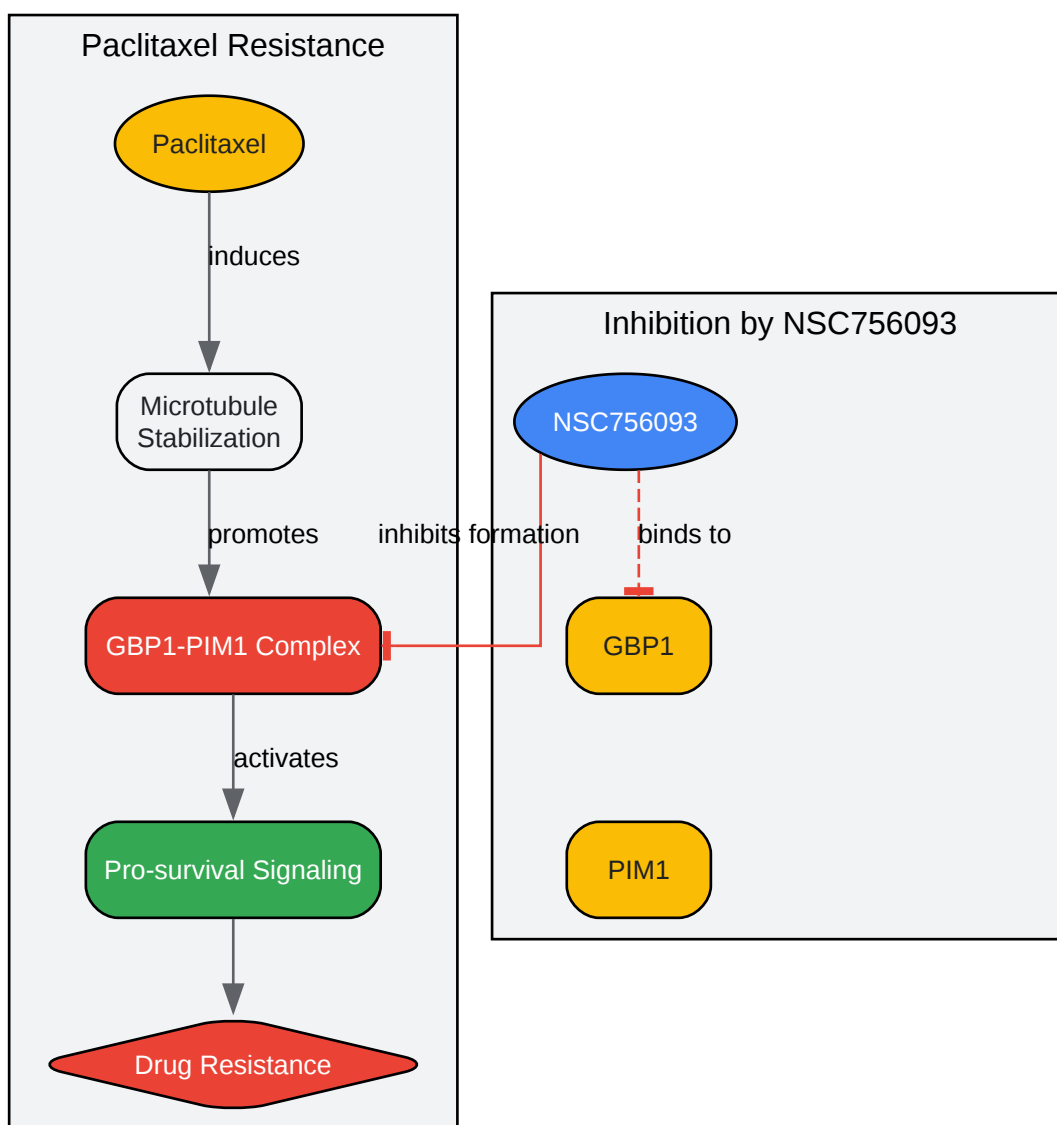 Paclitaxel Resistance
Paclitaxel
induces
Microtubule
Stabilization
promotes
GBP1-PIM1 Complex
activates
Pro-survival Signaling
Drug Resistance
Inhibition by NSC756093
NSC756093
inhibits formation
binds to
GBP1
PIM1